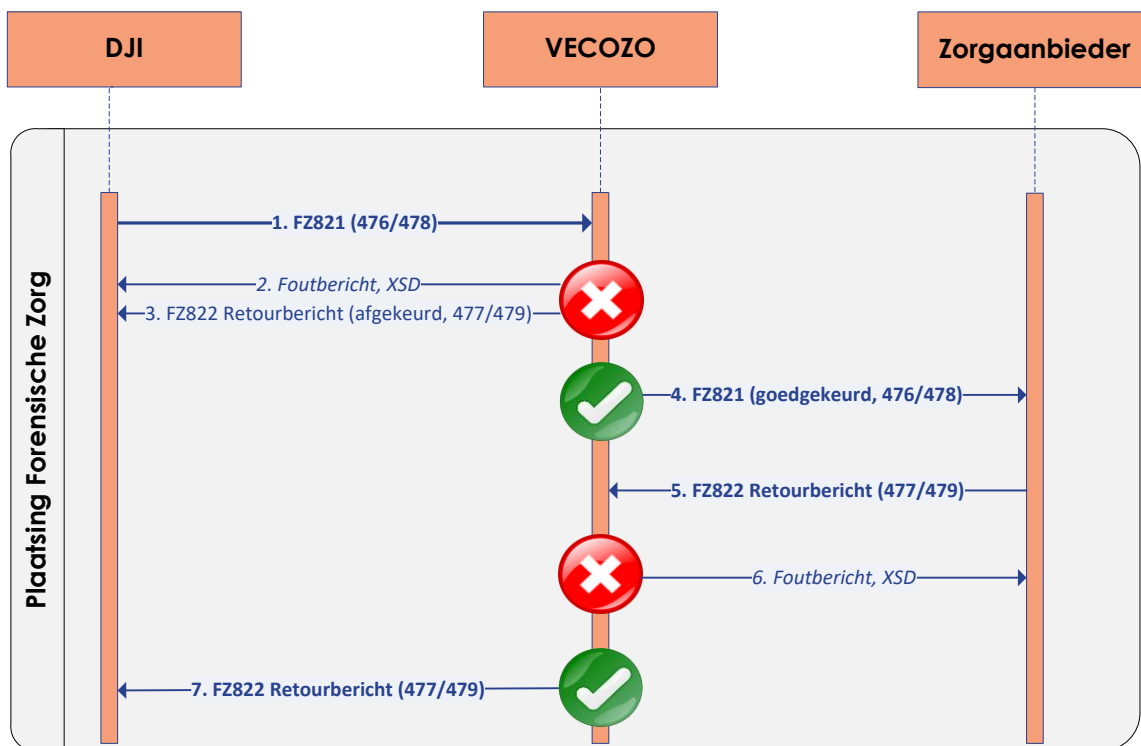 DJI
VECOZO
Zorgaanbieder
Plaatsing Forensische Zorg
1. FZ821 (476/478)
2. Foutbericht, XSD
3. FZ822 Retourbericht (afgekeurd, 477/479)
4. FZ821 (goedgekeurd, 476/478)
5. FZ822 Retourbericht (477/479)
6. Foutbericht, XSD
7. FZ822 Retourbericht (477/479)